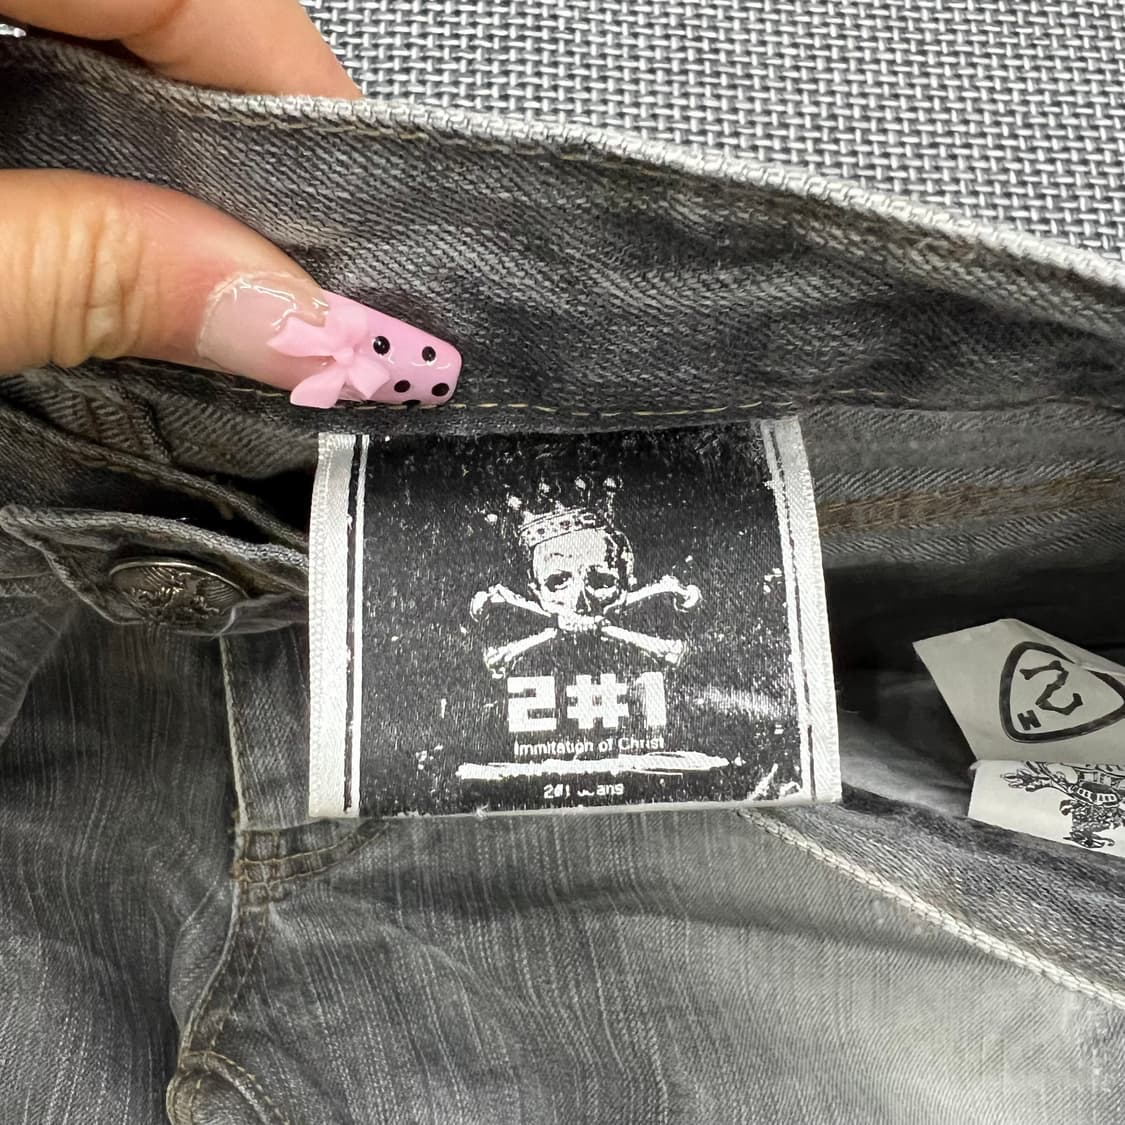 2#1
Immitation of Christ
2#1 Jeans